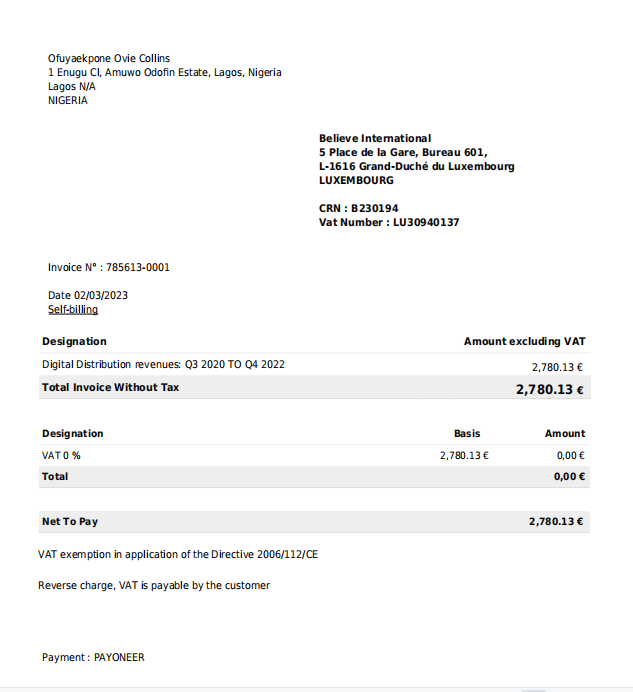 Ofuyaekpone Ovie Collins
1 Enugu Cl, Amuwo Odofin Estate, Lagos, Nigeria
Lagos N/A
NIGERIA
Believe International
5 Place de la Gare, Bureau 601,
L-1616 Grand-Duché du Luxembourg
LUXEMBOURG
CRN : B230194
Vat Number : LU30940137
Invoice N° : 785613-0001
Date 02/03/2023
Self-billing
Designation Amount excluding VAT
Digital Distribution revenues: Q3 2020 TO Q4 2022 2,780.13 €
Total Invoice Without Tax 2,780.13 €
Designation Basis Amount
VAT 0 % 2,780.13 € 0,00 €
Total 0,00 €
Net To Pay 2,780.13 €
VAT exemption in application of the Directive 2006/112/CE
Reverse charge, VAT is payable by the customer
Payment : PAYONEER